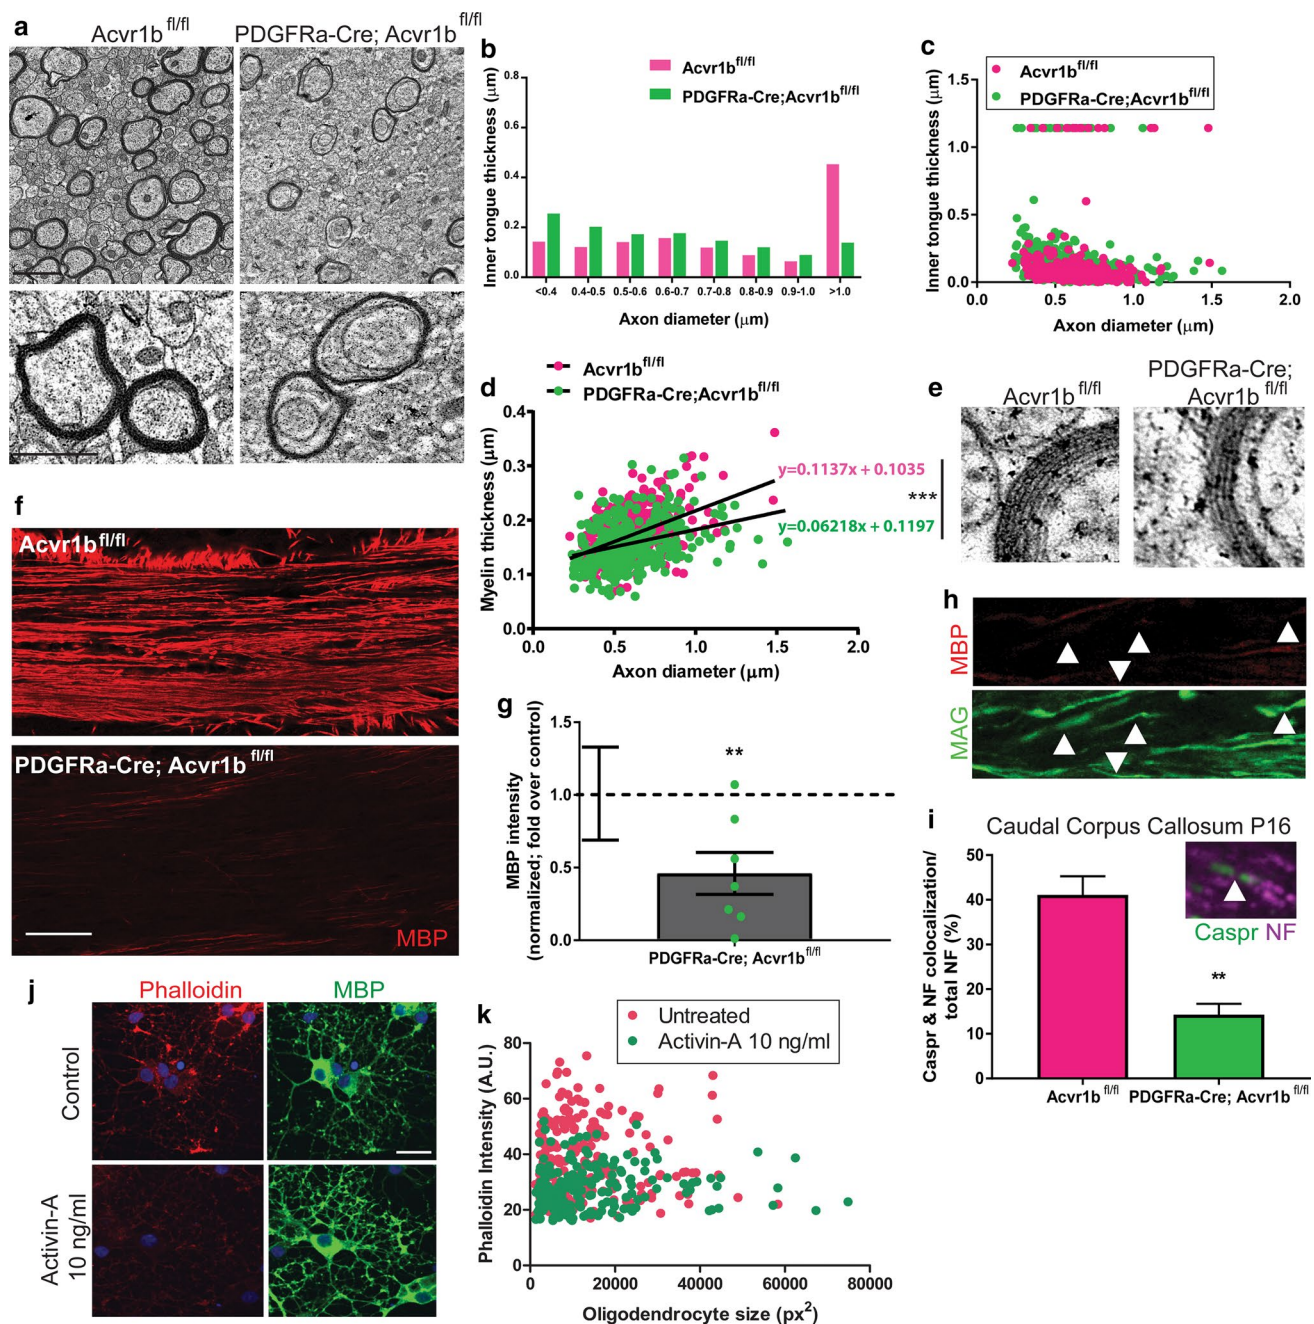 a
Acvr1b fl/fl
PDGFRa-Cre; Acvr1b fl/fl
b
Inner tongue thickness (μm)
0.8
0.6
0.4
0.2
0.0
Acvr1b fl/fl
PDGFRa-Cre;Acvr1b fl/fl
<0.4 0.4-0.5 0.5-0.6 0.6-0.7 0.7-0.8 0.8-0.9 0.9-1.0 >1.0
Axon diameter (μm)
c
Inner tongue thickness (μm)
1.5
1.0
0.5
0.0
Acvr1b fl/fl
PDGFRa-Cre;Acvr1b fl/fl
0.0 0.5 1.0 1.5 2.0
Axon diameter (μm)
d
Acvr1b fl/fl
PDGFRa-Cre;Acvr1b fl/fl
Myelin thickness (μm)
0.4
0.3
0.2
0.1
0.0
y=0.1137x + 0.1035
***
y=0.06218x + 0.1197
0.0 0.5 1.0 1.5 2.0
Axon diameter (μm)
e
Acvr1b fl/fl
PDGFRa-Cre;
Acvr1b fl/fl
f
Acvr1b fl/fl
PDGFRa-Cre; Acvr1b fl/fl
MBP
g
MBP intensity
(normalized; fold over control)
1.5
1.0
0.5
0.0
**
PDGFRa-Cre; Acvr1b fl/fl
h
MBP
MAG
i
Caudal Corpus Callosum P16
Caspr & NF colocalization/
total NF (%)
50
40
30
20
10
0
Caspr NF
**
Acvr1b fl/fl
PDGFRa-Cre; Acvr1b fl/fl
j
Phalloidin
MBP
Control
Activin-A
10 ng/ml
k
Untreated
Activin-A 10 ng/ml
Phalloidin Intensity (A.U.)
80
60
40
20
0
0 20000 40000 60000 80000
Oligodendrocyte size (px²)